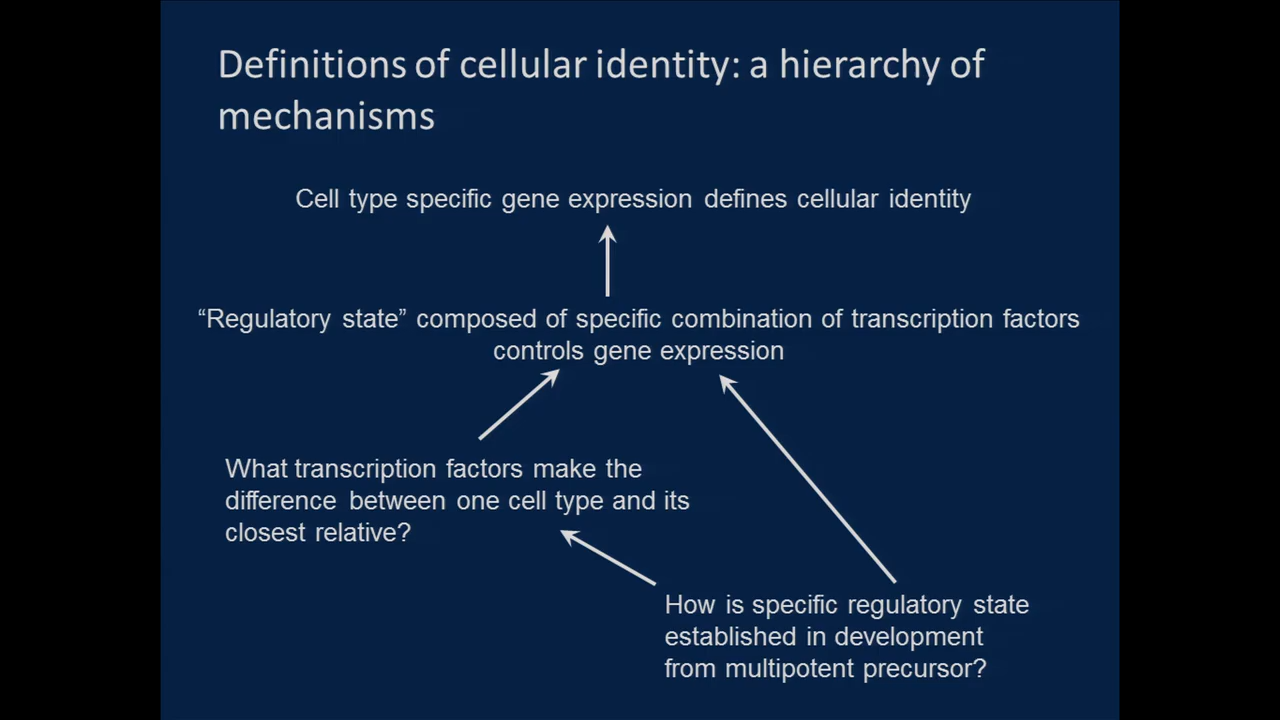 Definitions of cellular identity: a hierarchy of
mechanisms
Cell type specific gene expression defines cellular identity
“Regulatory state” composed of specific combination of transcription factors
controls gene expression
What transcription factors make the
difference between one cell type and its
closest relative?
How is specific regulatory state
established in development
from multipotent precursor?